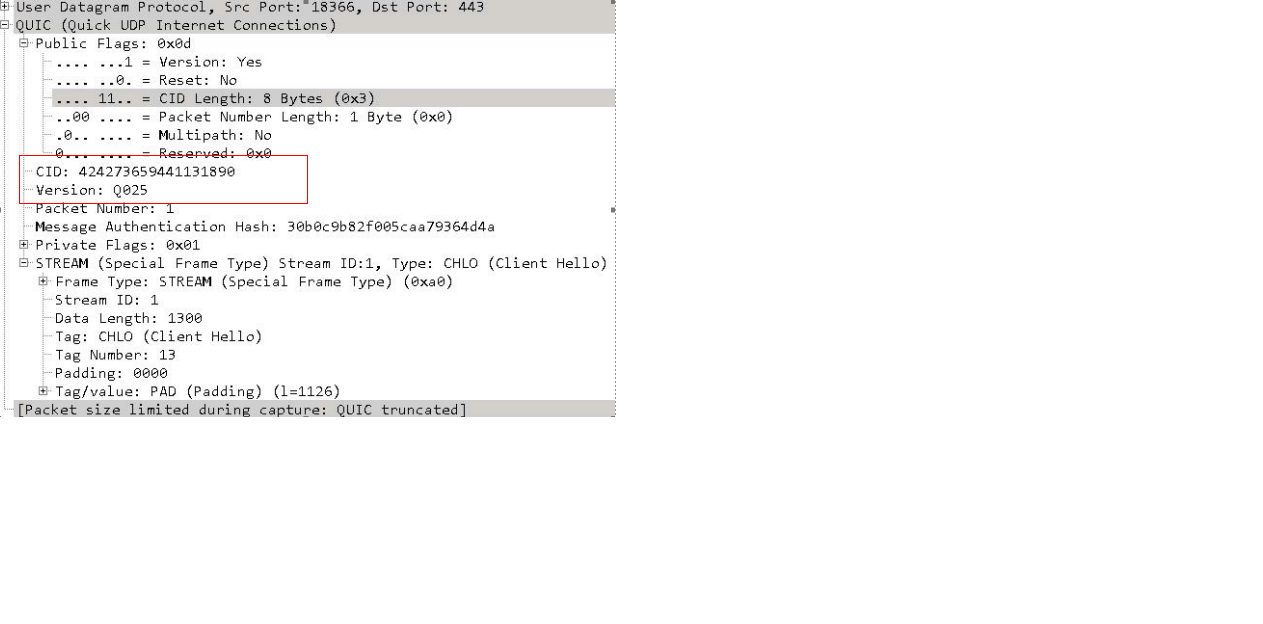 User Datagram Protocol, Src Port: 18366, Dst Port: 443
QUIC (Quick UDP Internet Connections)
Public Flags: 0x0d
.... ...1 = Version: Yes
.... ..0. = Reset: No
.... 11.. = CID Length: 8 Bytes (0x3)
..00 .... = Packet Number Length: 1 Byte (0x0)
.0.. .... = Multipath: No
0... .... = Reserved: 0x0
CID: 424273659441131890
Version: Q025
Packet Number: 1
Message Authentication Hash: 30b0c9b82f005caa79364d4a
Private Flags: 0x01
STREAM (Special Frame Type) Stream ID:1, Type: CHLO (Client Hello)
Frame Type: STREAM (Special Frame Type) (0xa0)
Stream ID: 1
Data Length: 1300
Tag: CHLO (Client Hello)
Tag Number: 13
Padding: 0000
Tag/value: PAD (Padding) (l=1126)
[Packet size limited during capture: QUIC truncated]